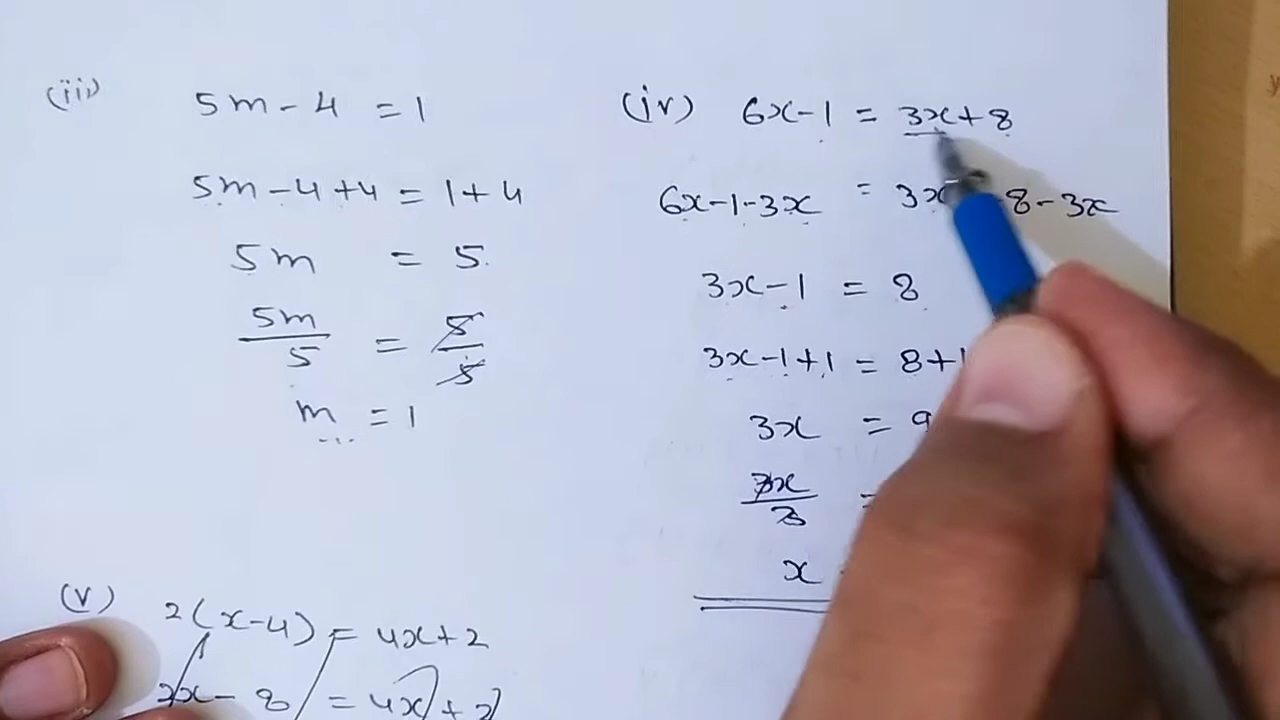 (iii)
5m - 4 = 1
5m - 4 + 4 = 1 + 4
5m = 5
5m/5 = 5/5
m = 1
(iv) 6x - 1 = 3x + 8
6x - 1 - 3x = 3x 8 - 3x
3x - 1 = 8
3x - 1 + 1 = 8 + 1
3x = 9
3x/3 =
x
(v)
2(x - 4) = 4x + 2
2x - 8 = 4x + 2